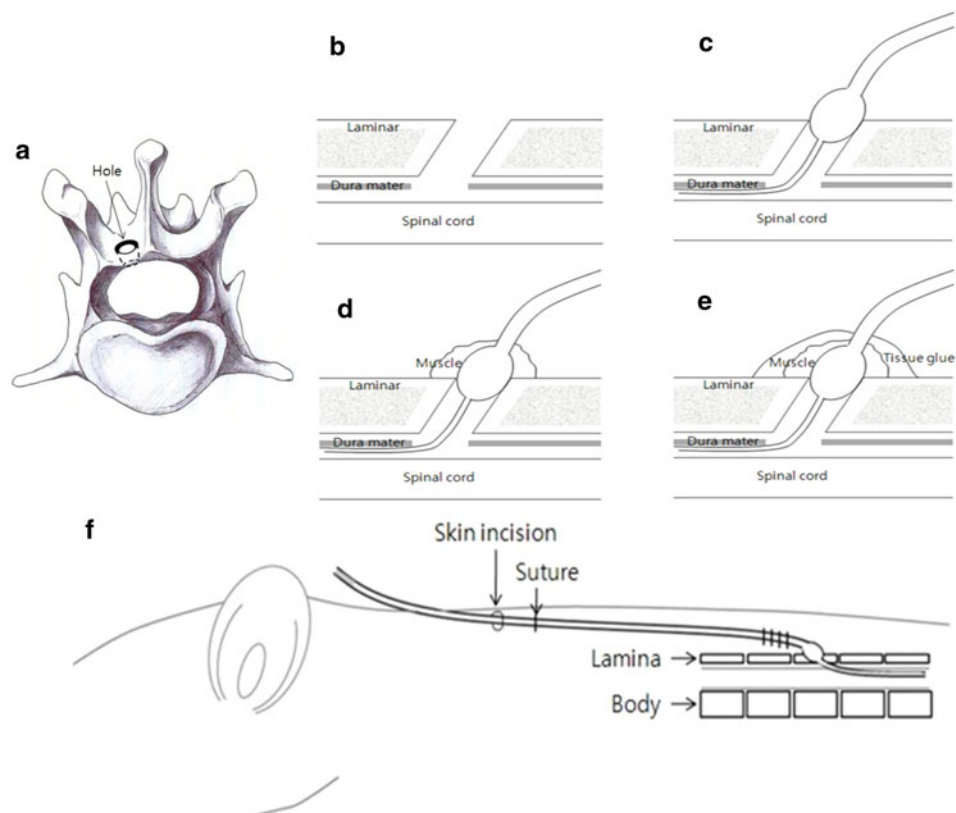 a
Hole
b
Laminar
Dura mater
Spinal cord
c
Laminar
Dura mater
Spinal cord
d
Muscle
Laminar
Dura mater
Spinal cord
e
Muscle
Tissue glue
Laminar
Dura mater
Spinal cord
f
Skin incision
Suture
Lamina
Body